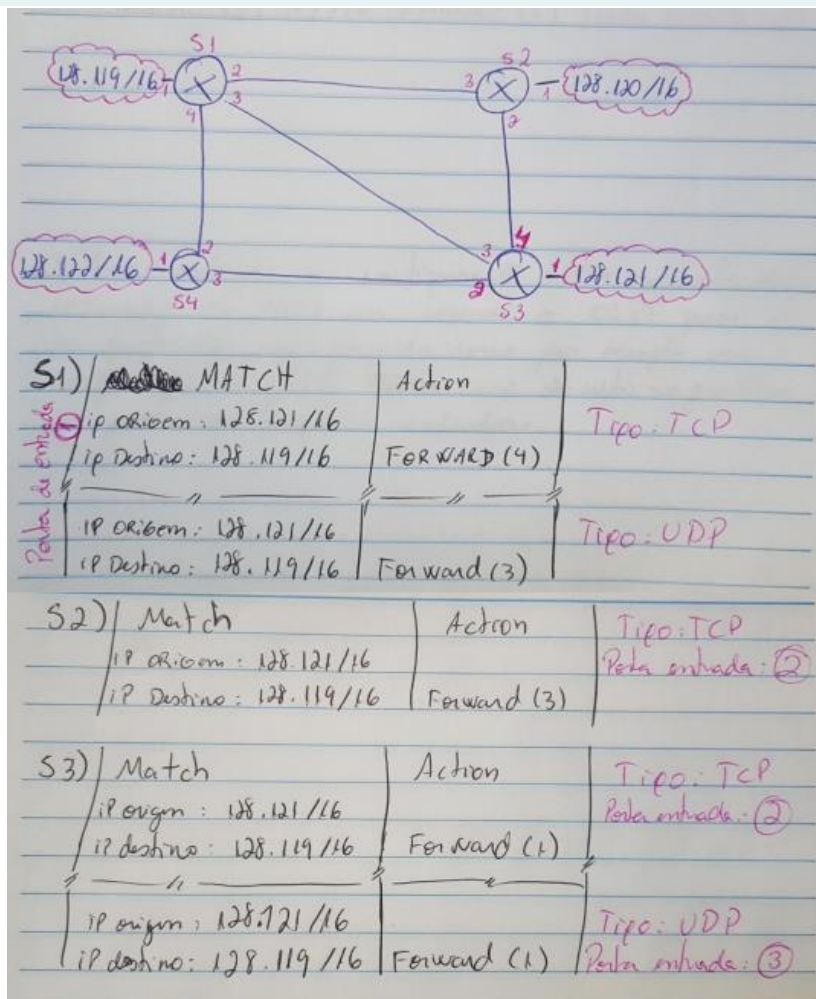 S1
S2
128.119/16
1
2
3
1
128.120/16
3
4
2
4
128.122/16
1
2
3
2
3
1
128.121/16
S4
S3
S1) MATCH Action
Porta de entrada 1
ip ORigem: 128.121/16 Tipo: TCP
ip Destino: 128.119/16 FORWARD (4)
IP ORigem: 128.121/16 Tipo: UDP
IP Destino: 128.119/16 Forward (3)
S2) Match Action Tipo: TCP
IP ORigem: 128.121/16 Porta entrada: 2
IP Destino: 128.119/16 Forward (3)
S3) Match Action Tipo: TCP
IP origen: 128.121/16 Porta entrada: 2
ip destino: 128.119/16 Forward (1)
IP origen: 128.121/16 Tipo: UDP
IP destino: 128.119/16 Forward (1) Porta entrada: 3